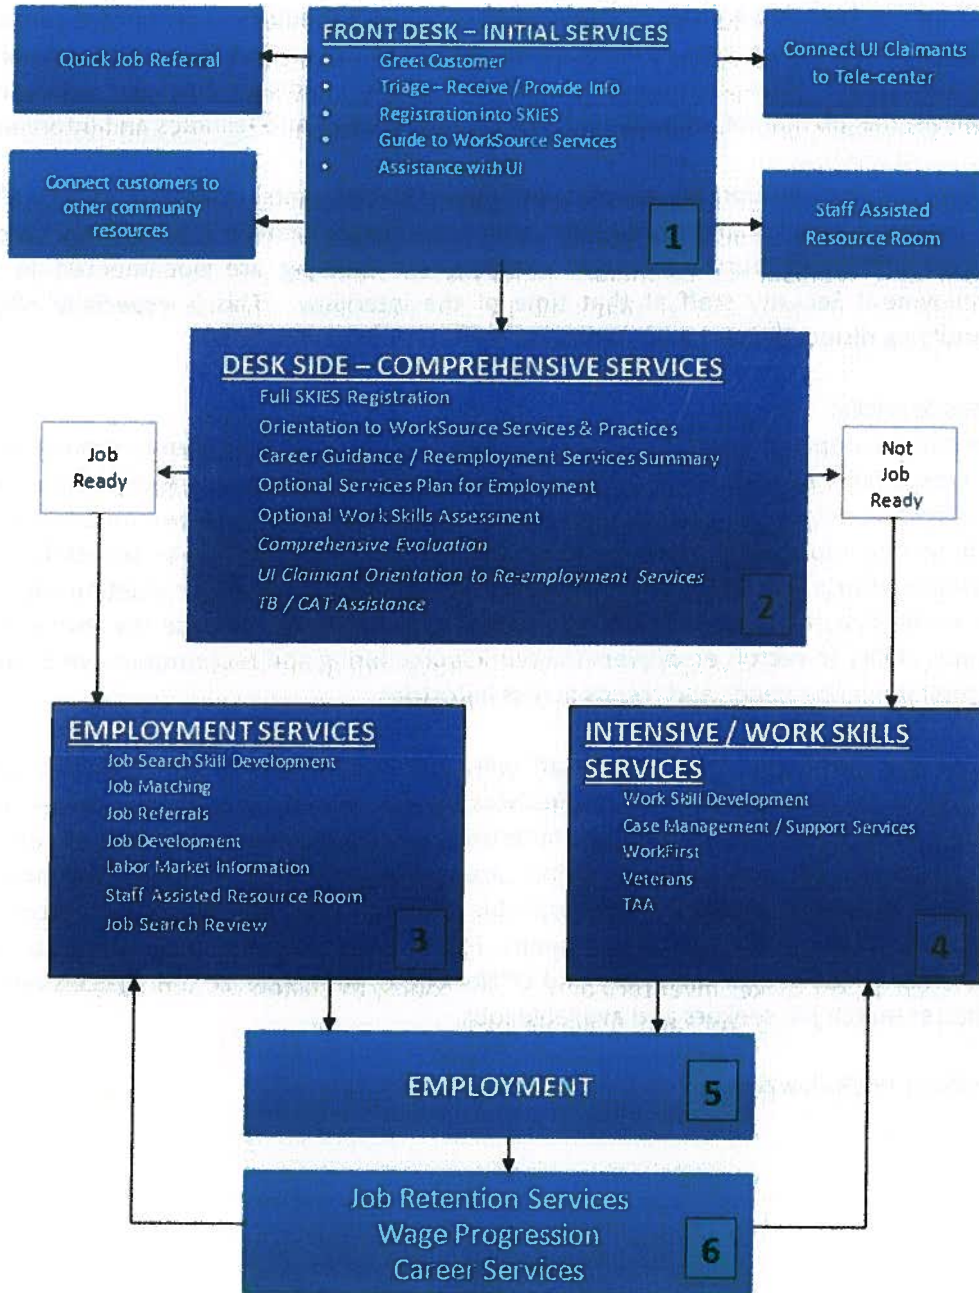 FRONT DESK – INITIAL SERVICES
• Greet Customer
• Triage – Receive / Provide Info
• Registration into SKIES
• Guide to WorkSource Services
• Assistance with UI
1
Quick Job Referral
Connect UI Claimants
to Tele-center
Connect customers to
other community
resources
Staff Assisted
Resource Room
DESK SIDE – COMPREHENSIVE SERVICES
Full SKIES Registration
Orientation to WorkSource Services & Practices
Career Guidance / Reemployment Services Summary
Optional Services Plan for Employment
Optional Work Skills Assessment
Comprehensive Evaluation
UI Claimant Orientation to Re-employment Services
TB / CAT Assistance
2
Job
Ready
Not
Job
Ready
EMPLOYMENT SERVICES
Job Search Skill Development
Job Matching
Job Referrals
Job Development
Labor Market Information
Staff Assisted Resource Room
Job Search Review
3
INTENSIVE / WORK SKILLS
SERVICES
Work Skill Development
Case Management / Support Services
WorkFirst
Veterans
TAA
4
EMPLOYMENT
5
Job Retention Services
Wage Progression
Career Services
6